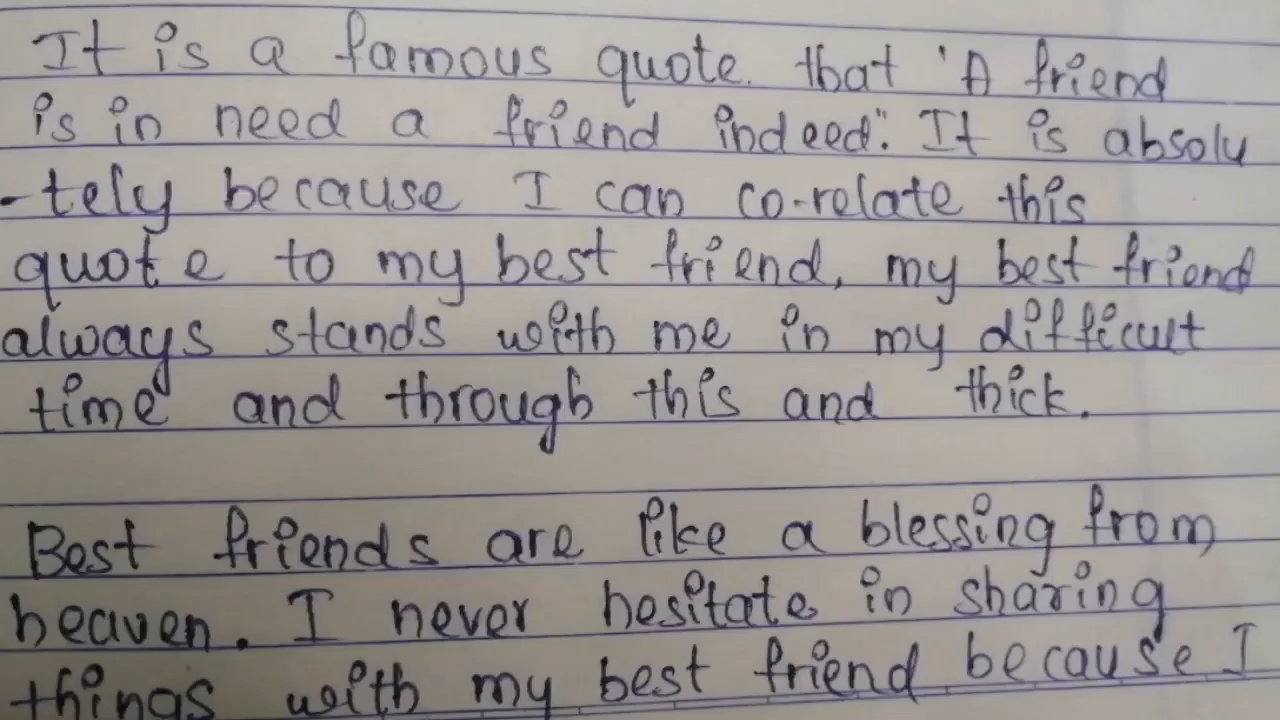 It is a famous quote. that 'A friend
is in need a friend indeed". It is absolu
-tely because I can co-relate this
quote to my best friend, my best friend
always stands with me in my difficult
time and through this and thick.
Best friends are like a blessing from
heaven. I never hesitate in sharing
things with my best friend because I